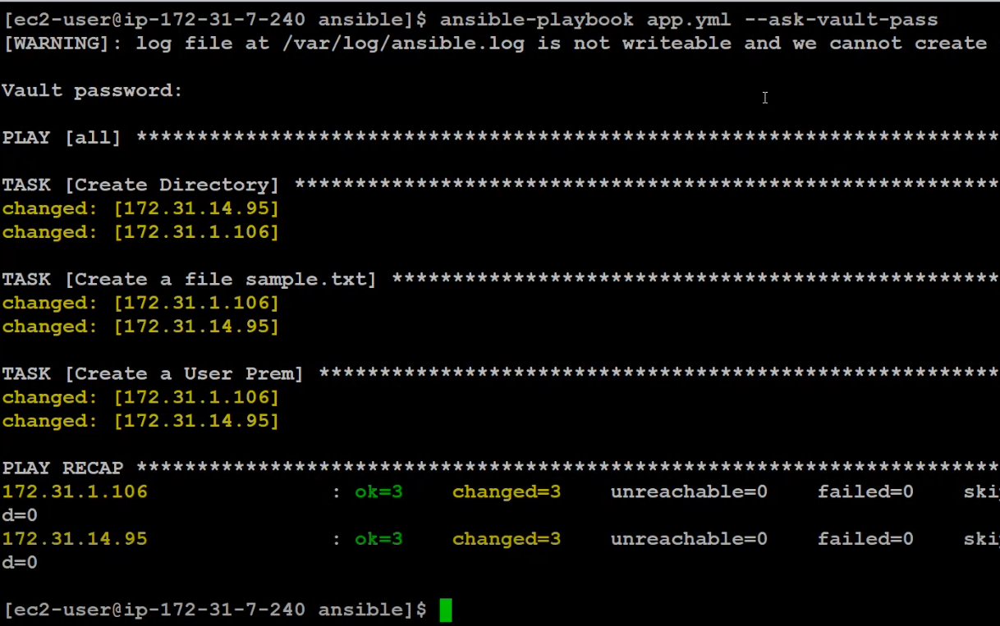 [ec2-user@ip-172-31-7-240 ansible]$ ansible-playbook app.yml --ask-vault-pass
[WARNING]: log file at /var/log/ansible.log is not writeable and we cannot create
Vault password:
PLAY [all] ************************************************************************
TASK [Create Directory] ***********************************************************
changed: [172.31.14.95]
changed: [172.31.1.106]
TASK [Create a file sample.txt] ***************************************************
changed: [172.31.1.106]
changed: [172.31.14.95]
TASK [Create a User Prem] *********************************************************
changed: [172.31.1.106]
changed: [172.31.14.95]
PLAY RECAP ************************************************************************
172.31.1.106 : ok=3 changed=3 unreachable=0 failed=0
d=0
172.31.14.95 : ok=3 changed=3 unreachable=0 failed=0
d=0
[ec2-user@ip-172-31-7-240 ansible]$